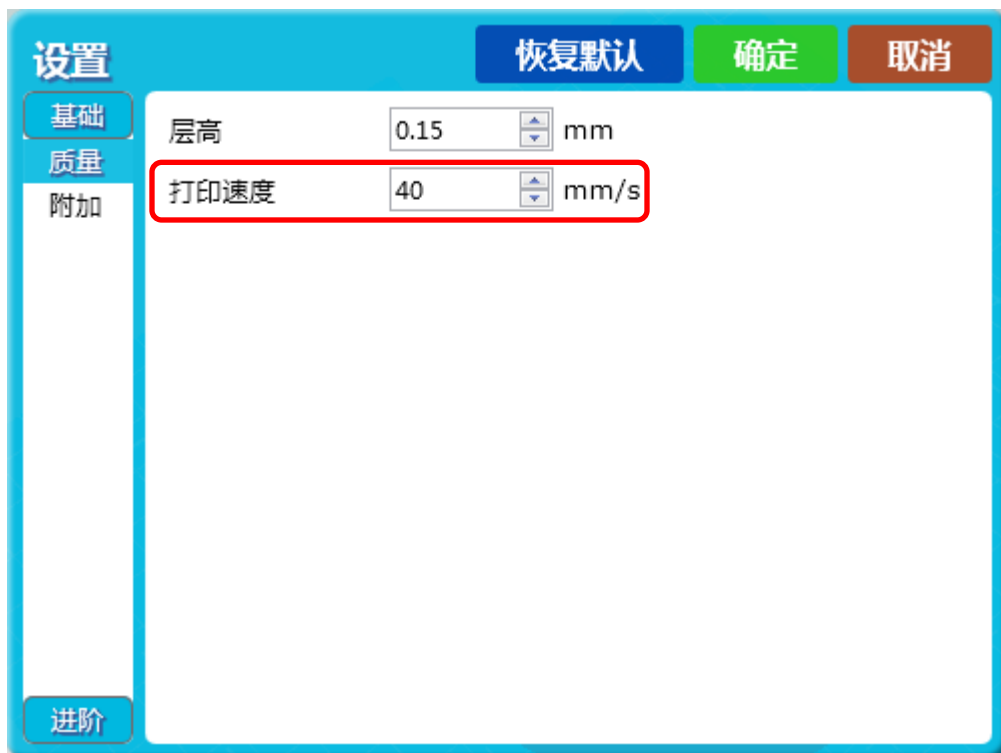 设置 恢复默认 确定 取消
基础
质量
附加
层高 0.15 mm
打印速度 40 mm/s
进阶